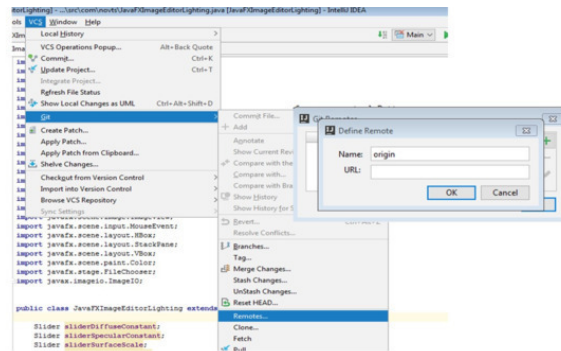 itorLighting] - ...\src\com\novts\JavaFXImageEditorLighting.java [JavaFXImageEditorLighting] - IntelliJ IDEA
ols VCS Window Help
Local History
Main
VCS Operations Popup... Alt+Back Quote
Commit... Ctrl+K
Update Project... Ctrl+T
Integrate Project...
Refresh File Status
Show Local Changes as UML Ctrl+Alt+Shift+D
Git
Create Patch...
Apply Patch...
Apply Patch from Clipboard...
Shelve Changes...
Checkout from Version Control
Import into Version Control
Browse VCS Repository
Sync Settings
Commit File...
Add
Annotate
Show Current Revi
Compare with the
Compare with...
Compare with Bra
Show History
Show History for S
Revert...
Resolve Conflicts...
Branches...
Tag...
Merge Changes...
Stash Changes...
UnStash Changes...
Reset HEAD...
Remotes...
Clone...
Fetch
Pull
Git Remotes
Define Remote
Name: origin
URL:
OK Cancel
import javafx.scene.input.MouseEvent;
import javafx.scene.layout.HBox;
import javafx.scene.layout.StackPane;
import javafx.scene.layout.VBox;
import javafx.scene.paint.Color;
import javafx.stage.FileChooser;
import javax.imageio.ImageIO;
public class JavaFXImageEditorLighting extends
Slider sliderDiffuseConstant;
Slider sliderSpecularConstant;
Slider sliderSurfaceScale;